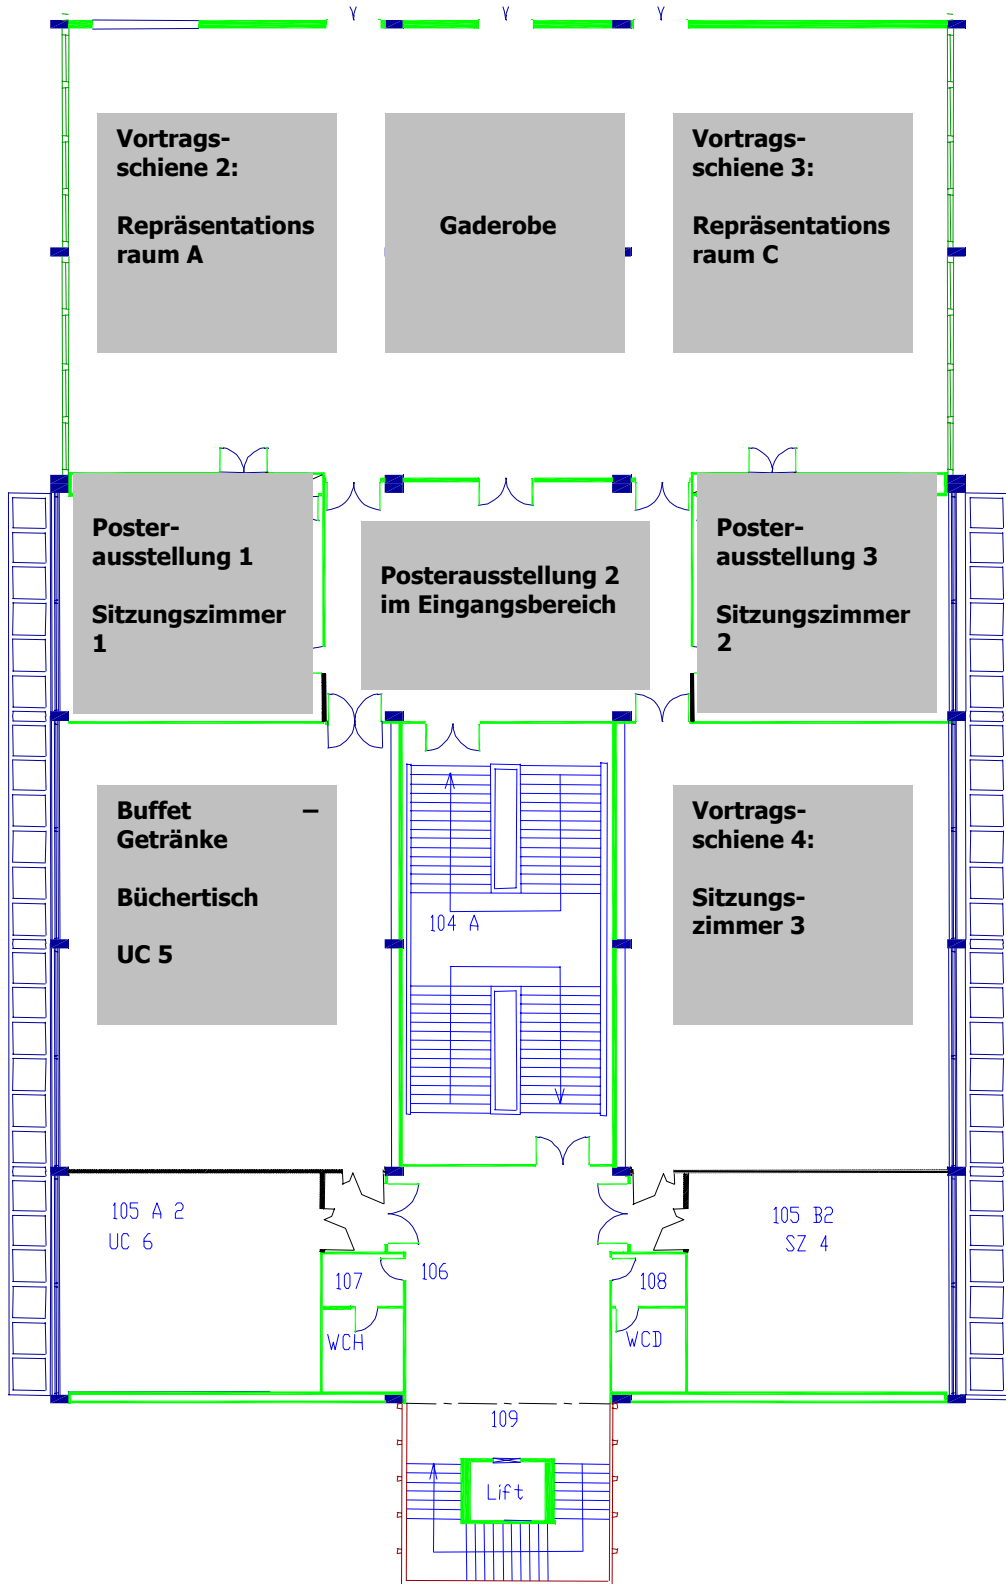 Vortrags-
schiene 2:
Repräsentations
raum A
Gaderobe
Vortrags-
schiene 3:
Repräsentations
raum C
Poster-
ausstellung 1
Sitzungszimmer
1
Posterausstellung 2
im Eingangsbereich
Poster-
ausstellung 3
Sitzungszimmer
2
Buffet –
Getränke
Büchertisch
UC 5
104 A
Vortrags-
schiene 4:
Sitzungs-
zimmer 3
105 A 2
UC 6
105 B2
SZ 4
107
106
108
WCH
WCD
109
Lift